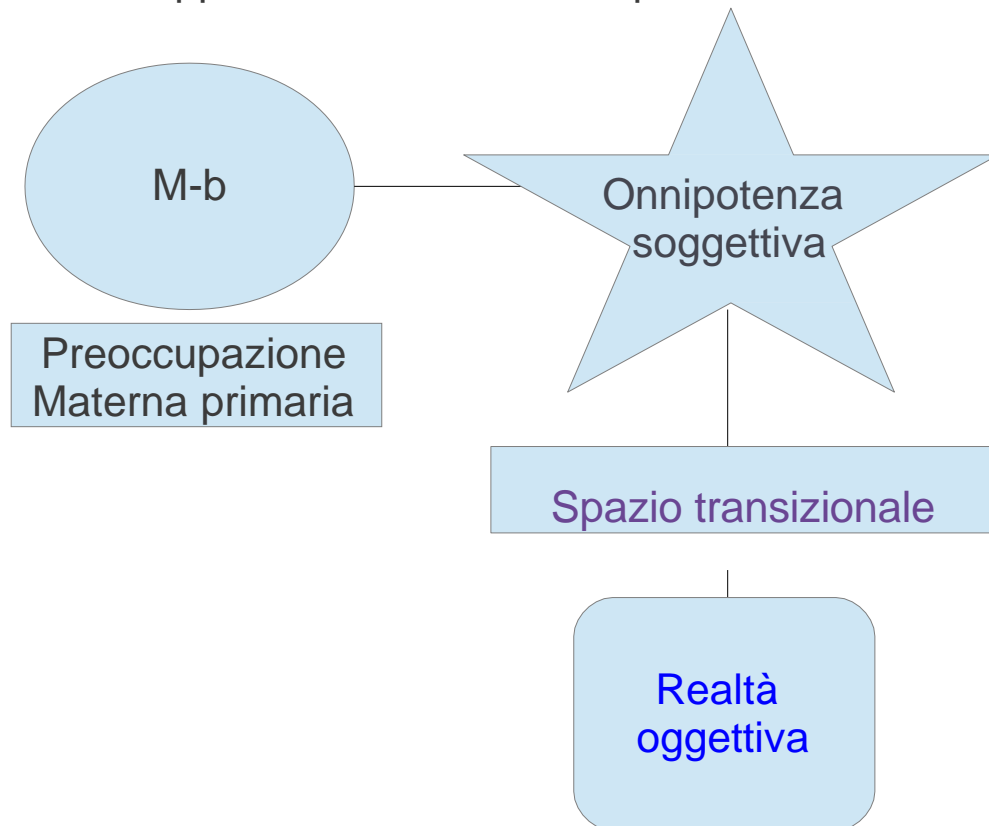 M-b
Onnipotenza
soggettiva
Preoccupazione
Materna primaria
Spazio transizionale
Realtà
oggettiva